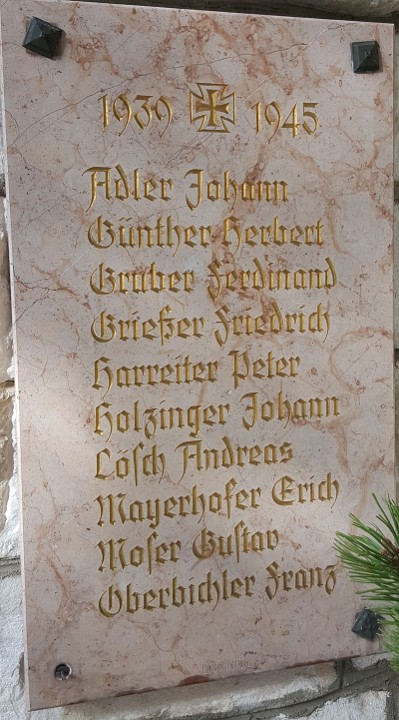 1939 1945
Adler Johann
Günther Herbert
Gruber Ferdinand
Grießer Friedrich
Harreiter Peter
Holzinger Johann
Löſch Andreas
Mayerhofer Erich
Moſer Guſtav
Oberbichler Franz